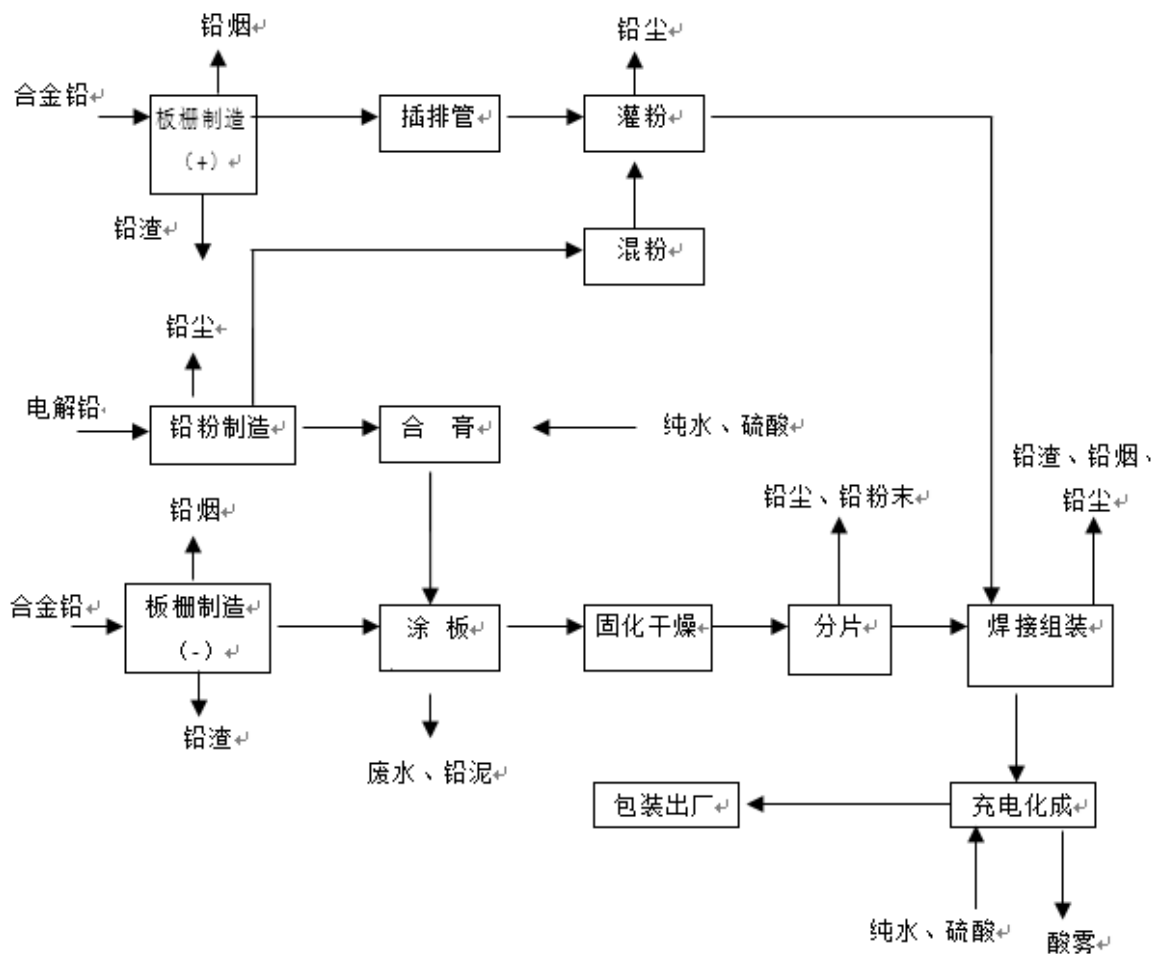 铅烟
铅尘
合金铅
板栅制造
（+）
插排管
灌粉
铅渣
混粉
铅尘
电解铅
铅粉制造
合 膏
纯水、硫酸
铅渣、铅烟、
铅尘
铅烟
铅尘、铅粉末
合金铅
板栅制造
（-）
涂 板
固化干燥
分片
焊接组装
铅渣
废水、铅泥
包装出厂
充电化成
纯水、硫酸
酸雾